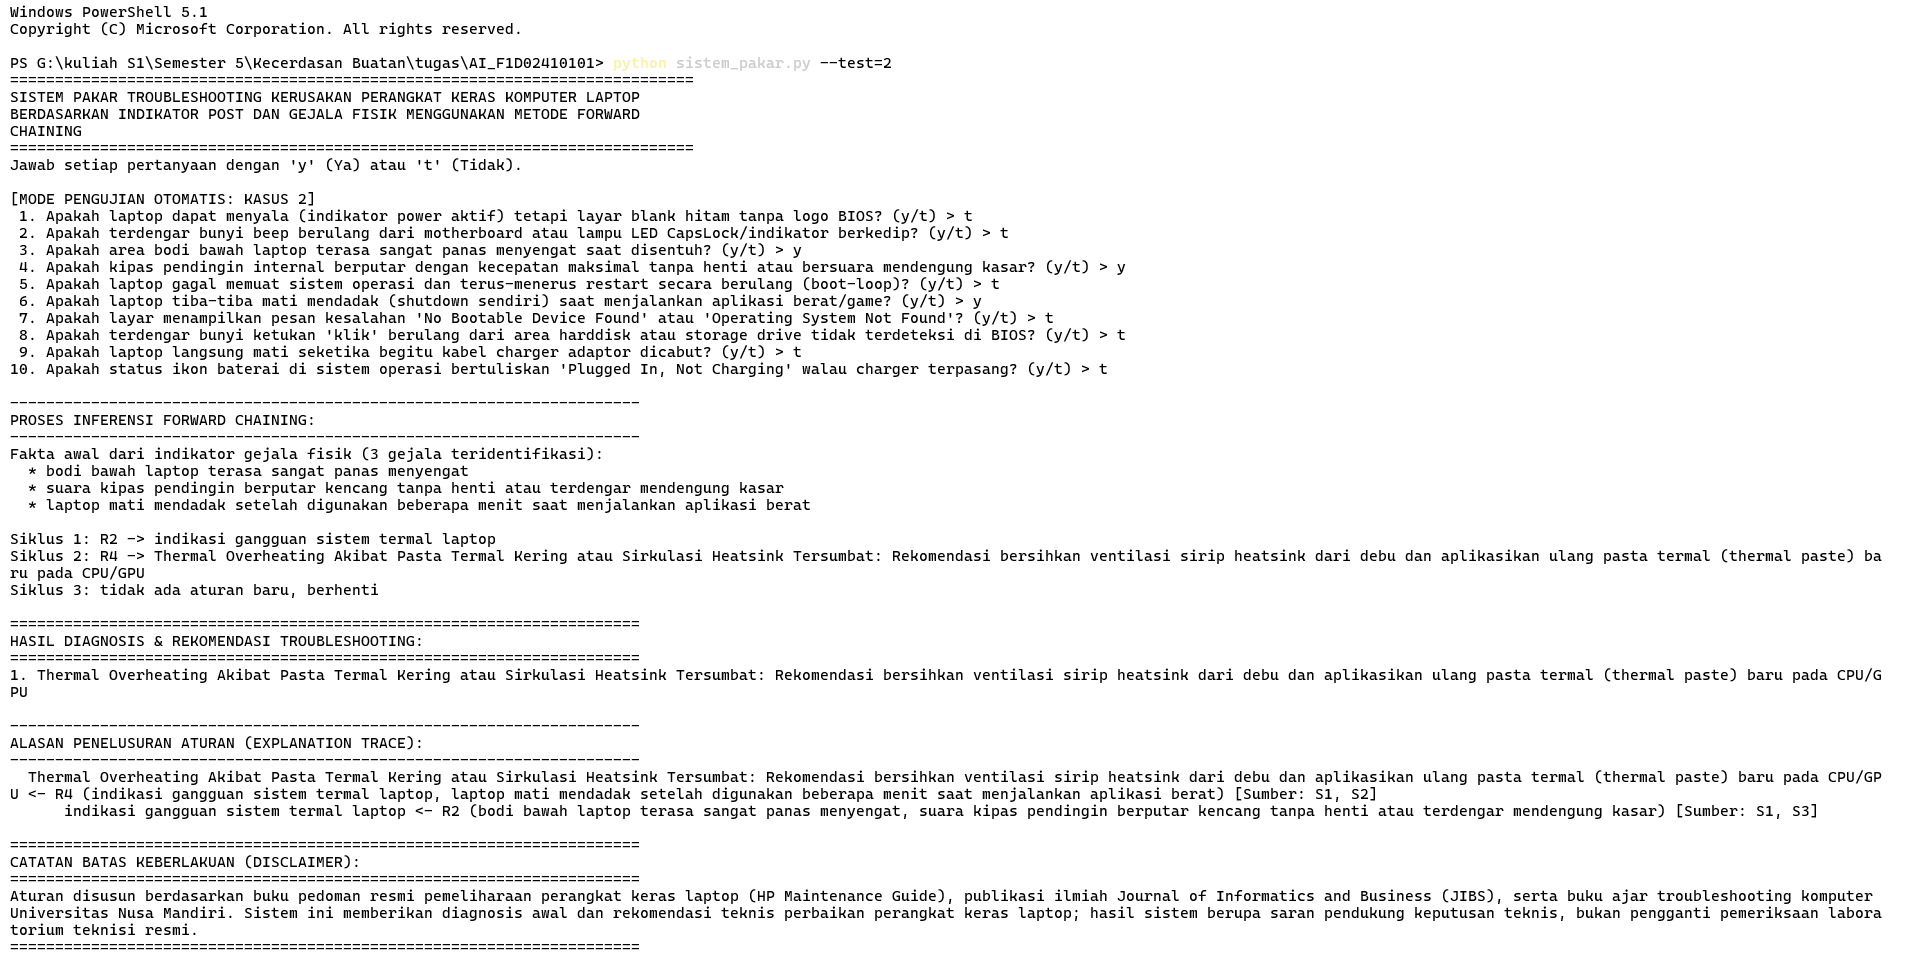 Windows PowerShell 5.1
Copyright (C) Microsoft Corporation. All rights reserved.

PS G:\kuliah S1\Semester 5\Kecerdasan Buatan\tugas\AI_F1D02410101> python sistem_pakar.py --test=2
============================================================================
SISTEM PAKAR TROUBLESHOOTING KERUSAKAN PERANGKAT KERAS KOMPUTER LAPTOP
BERDASARKAN INDIKATOR POST DAN GEJALA FISIK MENGGUNAKAN METODE FORWARD
CHAINING
============================================================================
Jawab setiap pertanyaan dengan 'y' (Ya) atau 't' (Tidak).

[MODE PENGUJIAN OTOMATIS: KASUS 2]
 1. Apakah laptop dapat menyala (indikator power aktif) tetapi layar blank hitam tanpa logo BIOS? (y/t) > t
 2. Apakah terdengar bunyi beep berulang dari motherboard atau lampu LED CapsLock/indikator berkedip? (y/t) > t
 3. Apakah area bodi bawah laptop terasa sangat panas menyengat saat disentuh? (y/t) > y
 4. Apakah kipas pendingin internal berputar dengan kecepatan maksimal tanpa henti atau bersuara mendengung kasar? (y/t) > y
 5. Apakah laptop gagal memuat sistem operasi dan terus-menerus restart secara berulang (boot-loop)? (y/t) > t
 6. Apakah laptop tiba-tiba mati mendadak (shutdown sendiri) saat menjalankan aplikasi berat/game? (y/t) > y
 7. Apakah layar menampilkan pesan kesalahan 'No Bootable Device Found' atau 'Operating System Not Found'? (y/t) > t
 8. Apakah terdengar bunyi ketukan 'klik' berulang dari area harddisk atau storage drive tidak terdeteksi di BIOS? (y/t) > t
 9. Apakah laptop langsung mati seketika begitu kabel charger adaptor dicabut? (y/t) > t
10. Apakah status ikon baterai di sistem operasi bertuliskan 'Plugged In, Not Charging' walau charger terpasang? (y/t) > t

----------------------------------------------------------------------
PROSES INFERENSI FORWARD CHAINING:
----------------------------------------------------------------------
Fakta awal dari indikator gejala fisik (3 gejala teridentifikasi):
  * bodi bawah laptop terasa sangat panas menyengat
  * suara kipas pendingin berputar kencang tanpa henti atau terdengar mendengung kasar
  * laptop mati mendadak setelah digunakan beberapa menit saat menjalankan aplikasi berat

Siklus 1: R2 -> indikasi gangguan sistem termal laptop
Siklus 2: R4 -> Thermal Overheating Akibat Pasta Termal Kering atau Sirkulasi Heatsink Tersumbat: Rekomendasi bersihkan ventilasi sirip heatsink dari debu dan aplikasikan ulang pasta termal (thermal paste) ba
ru pada CPU/GPU
Siklus 3: tidak ada aturan baru, berhenti

======================================================================
HASIL DIAGNOSIS & REKOMENDASI TROUBLESHOOTING:
======================================================================
1. Thermal Overheating Akibat Pasta Termal Kering atau Sirkulasi Heatsink Tersumbat: Rekomendasi bersihkan ventilasi sirip heatsink dari debu dan aplikasikan ulang pasta termal (thermal paste) baru pada CPU/G
PU

----------------------------------------------------------------------
ALASAN PENELUSURAN ATURAN (EXPLANATION TRACE):
----------------------------------------------------------------------
  Thermal Overheating Akibat Pasta Termal Kering atau Sirkulasi Heatsink Tersumbat: Rekomendasi bersihkan ventilasi sirip heatsink dari debu dan aplikasikan ulang pasta termal (thermal paste) baru pada CPU/GP
U <- R4 (indikasi gangguan sistem termal laptop, laptop mati mendadak setelah digunakan beberapa menit saat menjalankan aplikasi berat) [Sumber: S1, S2]
      indikasi gangguan sistem termal laptop <- R2 (bodi bawah laptop terasa sangat panas menyengat, suara kipas pendingin berputar kencang tanpa henti atau terdengar mendengung kasar) [Sumber: S1, S3]

======================================================================
CATATAN BATAS KEBERLAKUAN (DISCLAIMER):
======================================================================
Aturan disusun berdasarkan buku pedoman resmi pemeliharaan perangkat keras laptop (HP Maintenance Guide), publikasi ilmiah Journal of Informatics and Business (JIBS), serta buku ajar troubleshooting komputer
Universitas Nusa Mandiri. Sistem ini memberikan diagnosis awal dan rekomendasi teknis perbaikan perangkat keras laptop; hasil sistem berupa saran pendukung keputusan teknis, bukan pengganti pemeriksaan labora
torium teknisi resmi.
======================================================================